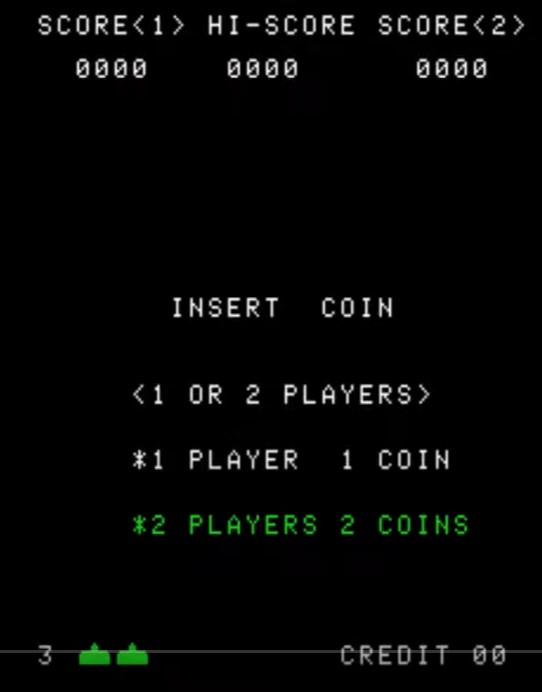 SCORE<1> HI-SCORE SCORE<2>
0000 0000 0000
INSERT COIN
<1 OR 2 PLAYERS>
*1 PLAYER 1 COIN
*2 PLAYERS 2 COINS
3 CREDIT 00